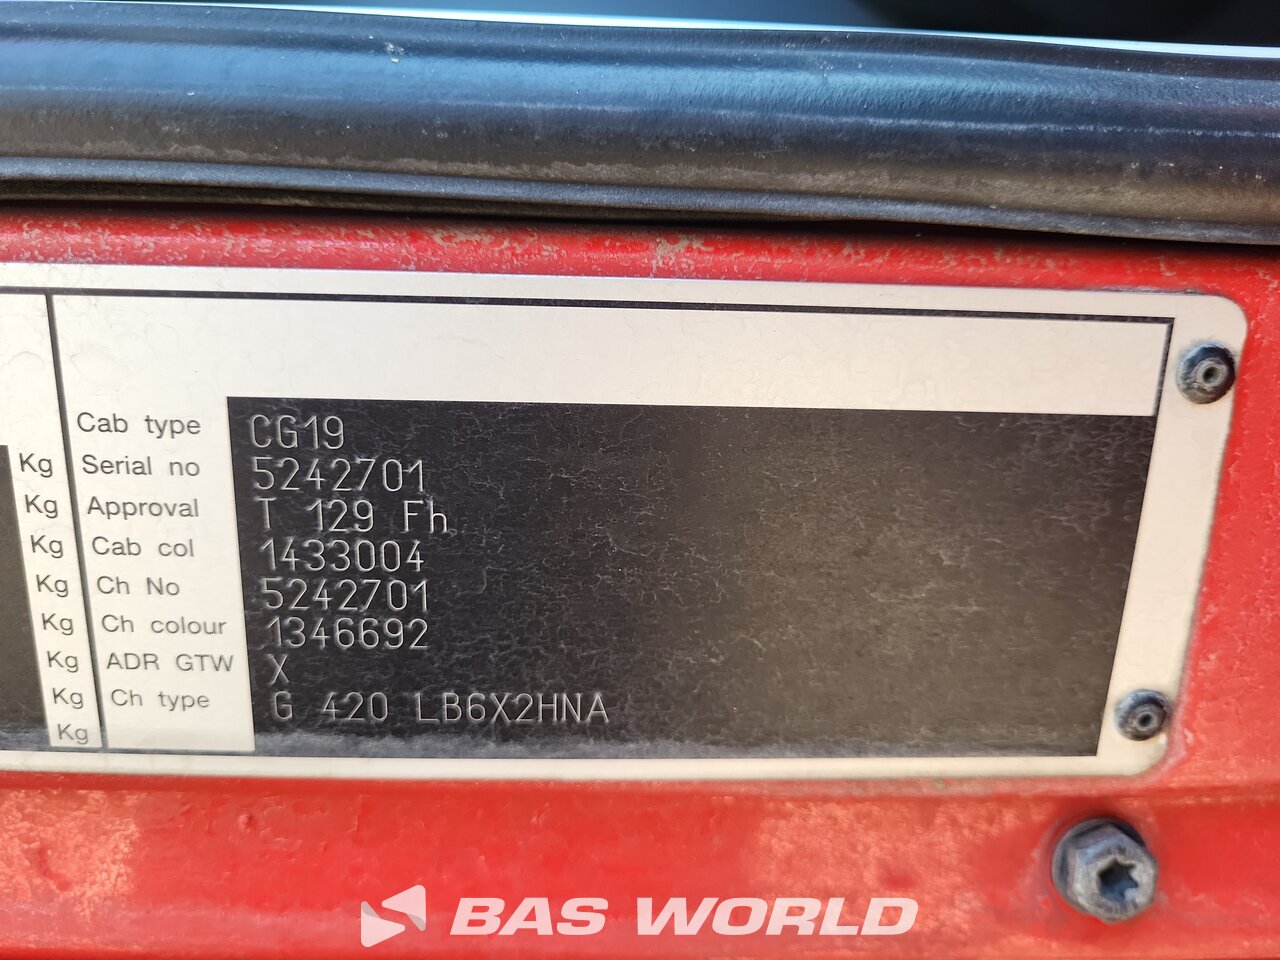 Cab type CG19
Kg Serial no 5242701
Kg Approval T 129 Fh
Kg Cab col 1433004
Kg Ch No 5242701
Kg Ch colour 1346692
Kg ADR GTW X
Kg Ch type G 420 LB6X2HNA
Kg
BAS WORLD